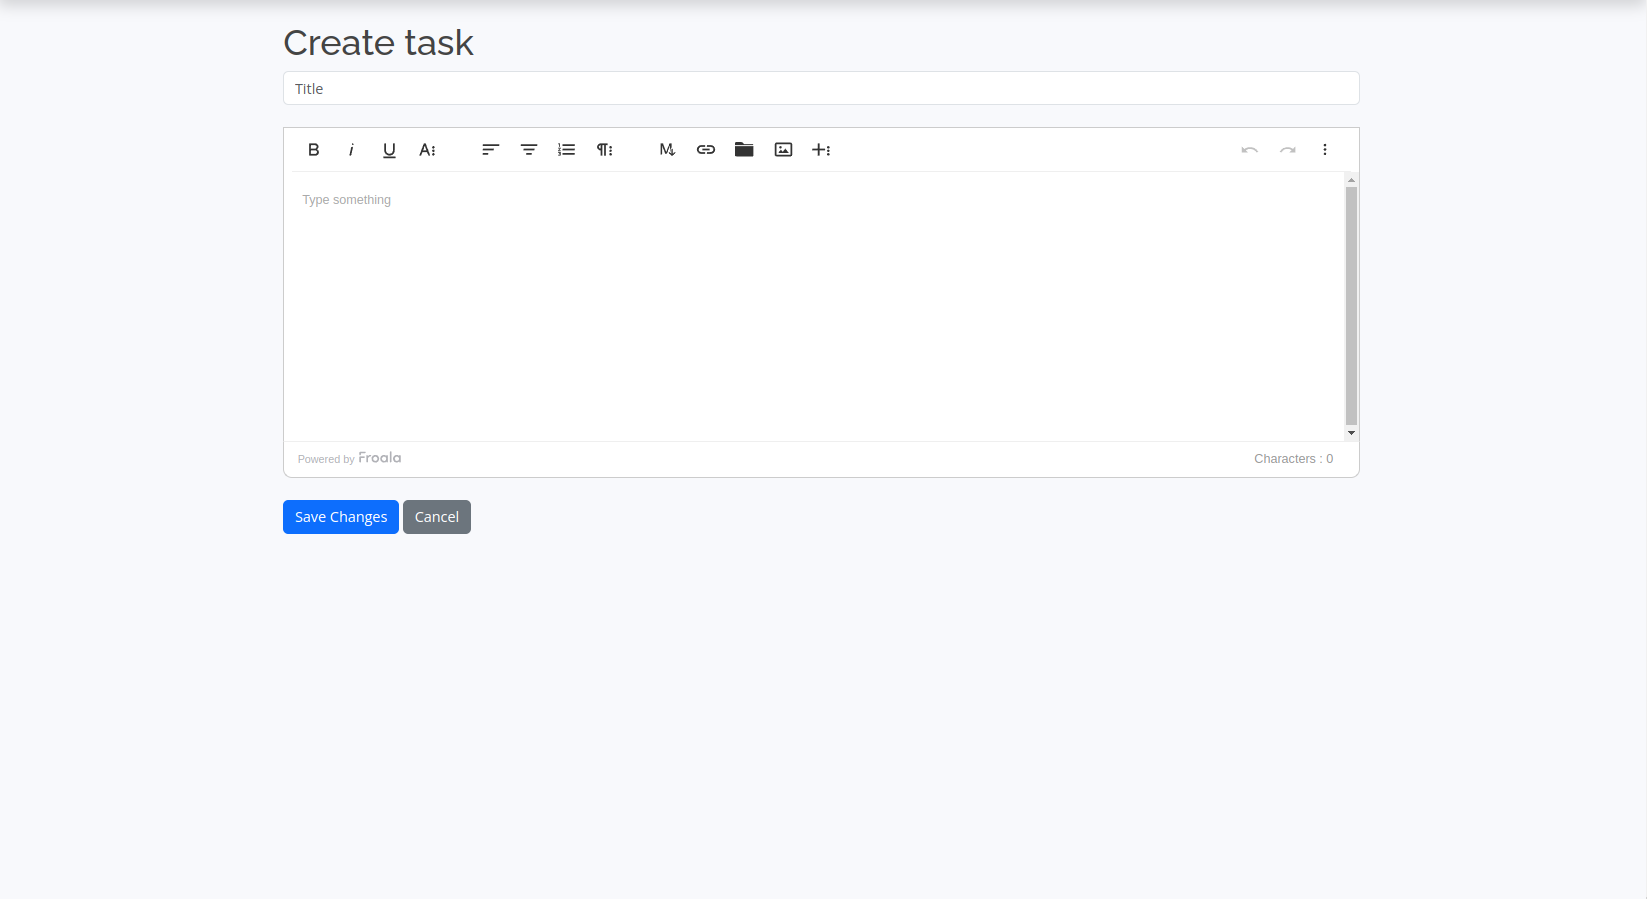 Create task
Title
Type something
Powered by Froala
Characters : 0
Save Changes Cancel